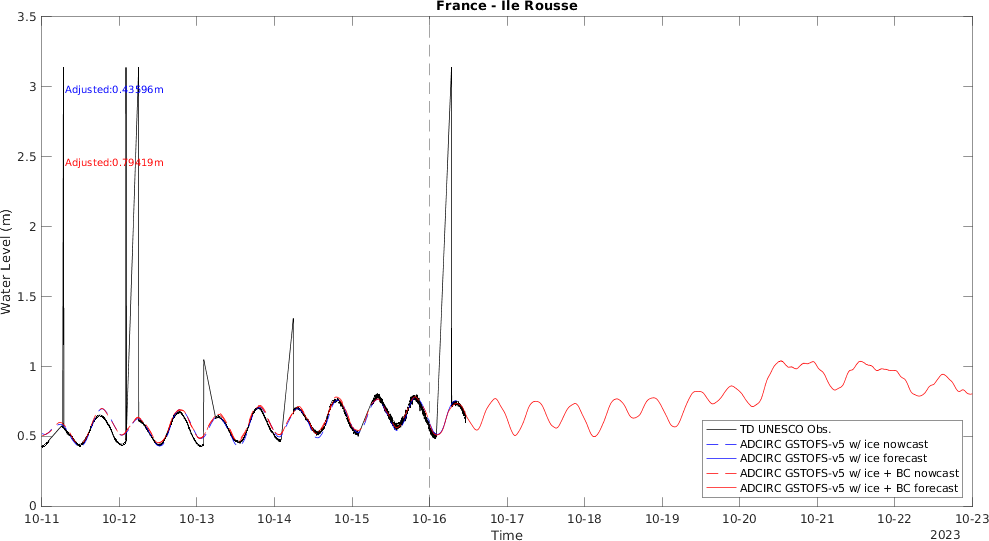 France - Ile Rousse
Water Level (m)
3.5
3
2.5
2
1.5
1
0.5
0
Adjusted:0.43596m
Adjusted:0.79419m
TD UNESCO Obs.
ADCIRC GSTOFS-v5 w/ ice nowcast
ADCIRC GSTOFS-v5 w/ ice forecast
ADCIRC GSTOFS-v5 w/ ice + BC nowcast
ADCIRC GSTOFS-v5 w/ ice + BC forecast
10-11 10-12 10-13 10-14 10-15 10-16 10-17 10-18 10-19 10-20 10-21 10-22 10-23
Time
2023